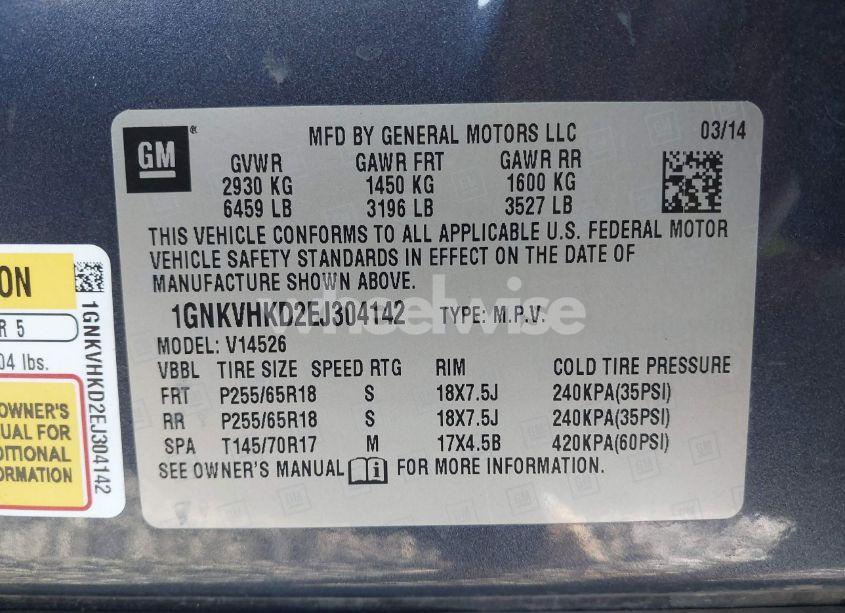 GM
MFD BY GENERAL MOTORS LLC 03/14
GVWR GAWR FRT GAWR RR
2930 KG 1450 KG 1600 KG
6459 LB 3196 LB 3527 LB
THIS VEHICLE CONFORMS TO ALL APPLICABLE U.S. FEDERAL MOTOR
VEHICLE SAFETY STANDARDS IN EFFECT ON THE DATE OF
MANUFACTURE SHOWN ABOVE.
1GNKVHKD2EJ304142 TYPE: M.P.V.
wheelwise
MODEL: V14526
VBBL TIRE SIZE SPEED RTG RIM COLD TIRE PRESSURE
FRT P255/65R18 S 18X7.5J 240KPA(35PSI)
RR P255/65R18 S 18X7.5J 240KPA(35PSI)
SPA T145/70R17 M 17X4.5B 420KPA(60PSI)
SEE OWNER'S MANUAL i FOR MORE INFORMATION.
ON
R 5
04 lbs.
OWNER'S
UAL FOR
DITIONAL
ORMATION
1GNKVHKD2EJ304142